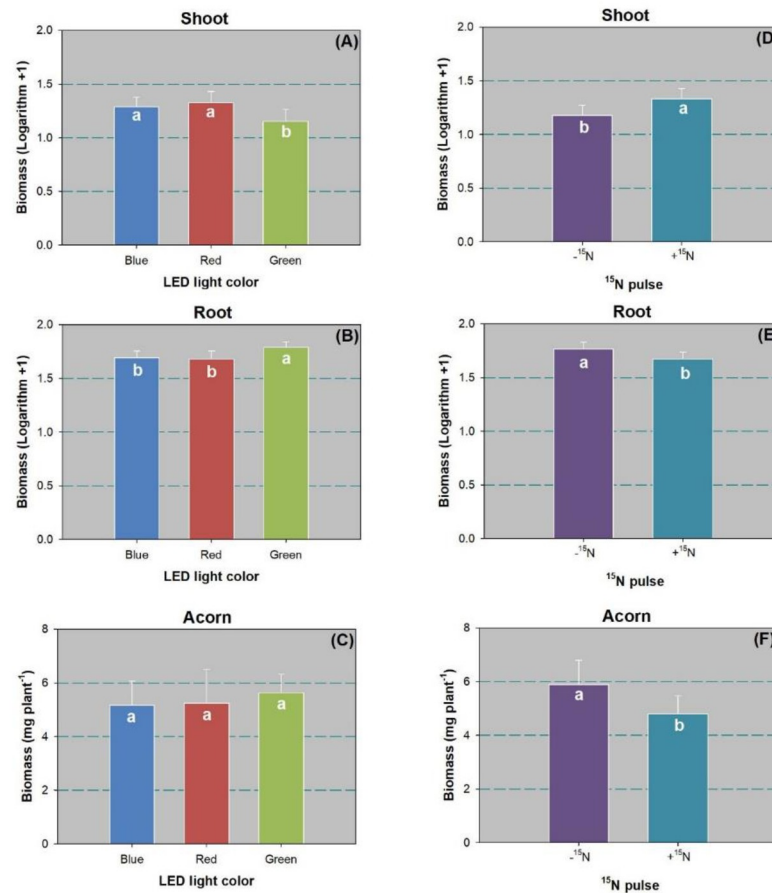 Shoot
(A)
2.0
1.5
1.0
0.5
0.0
Biomass (Logarithm +1)
a
a
b
Blue Red Green
LED light color
Shoot
(D)
2.0
1.5
1.0
0.5
0.0
Biomass (Logarithm +1)
b
a
-¹⁵N +¹⁵N
¹⁵N pulse
Root
(B)
2.0
1.5
1.0
0.5
0.0
Biomass (Logarithm +1)
b
b
a
Blue Red Green
LED light color
Root
(E)
2.0
1.5
1.0
0.5
0.0
Biomass (Logarithm +1)
a
b
-¹⁵N +¹⁵N
¹⁵N pulse
Acorn
(C)
8
6
4
2
0
Biomass (mg plant⁻¹)
a
a
a
Blue Red Green
LED light color
Acorn
(F)
8
6
4
2
0
Biomass (mg plant⁻¹)
a
b
-¹⁵N +¹⁵N
¹⁵N pulse